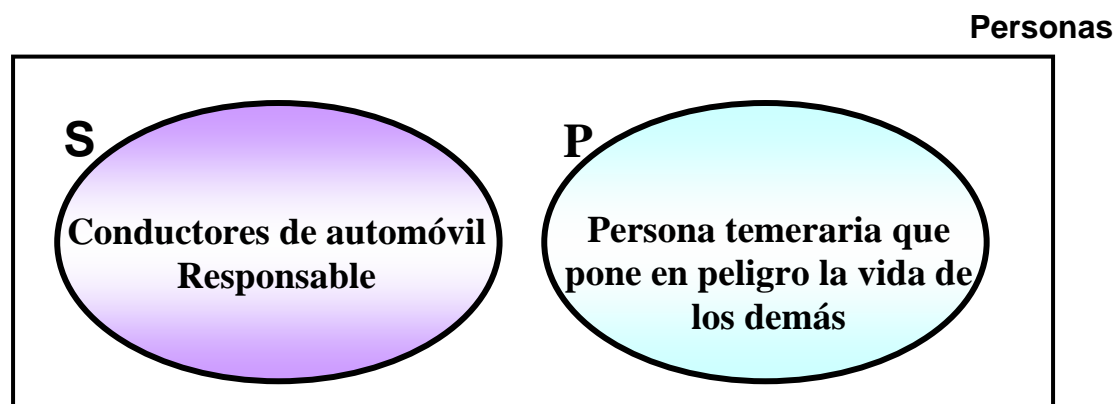 Personas
S
Conductores de automóvil
Responsable
P
Persona temeraria que
pone en peligro la vida de
los demás